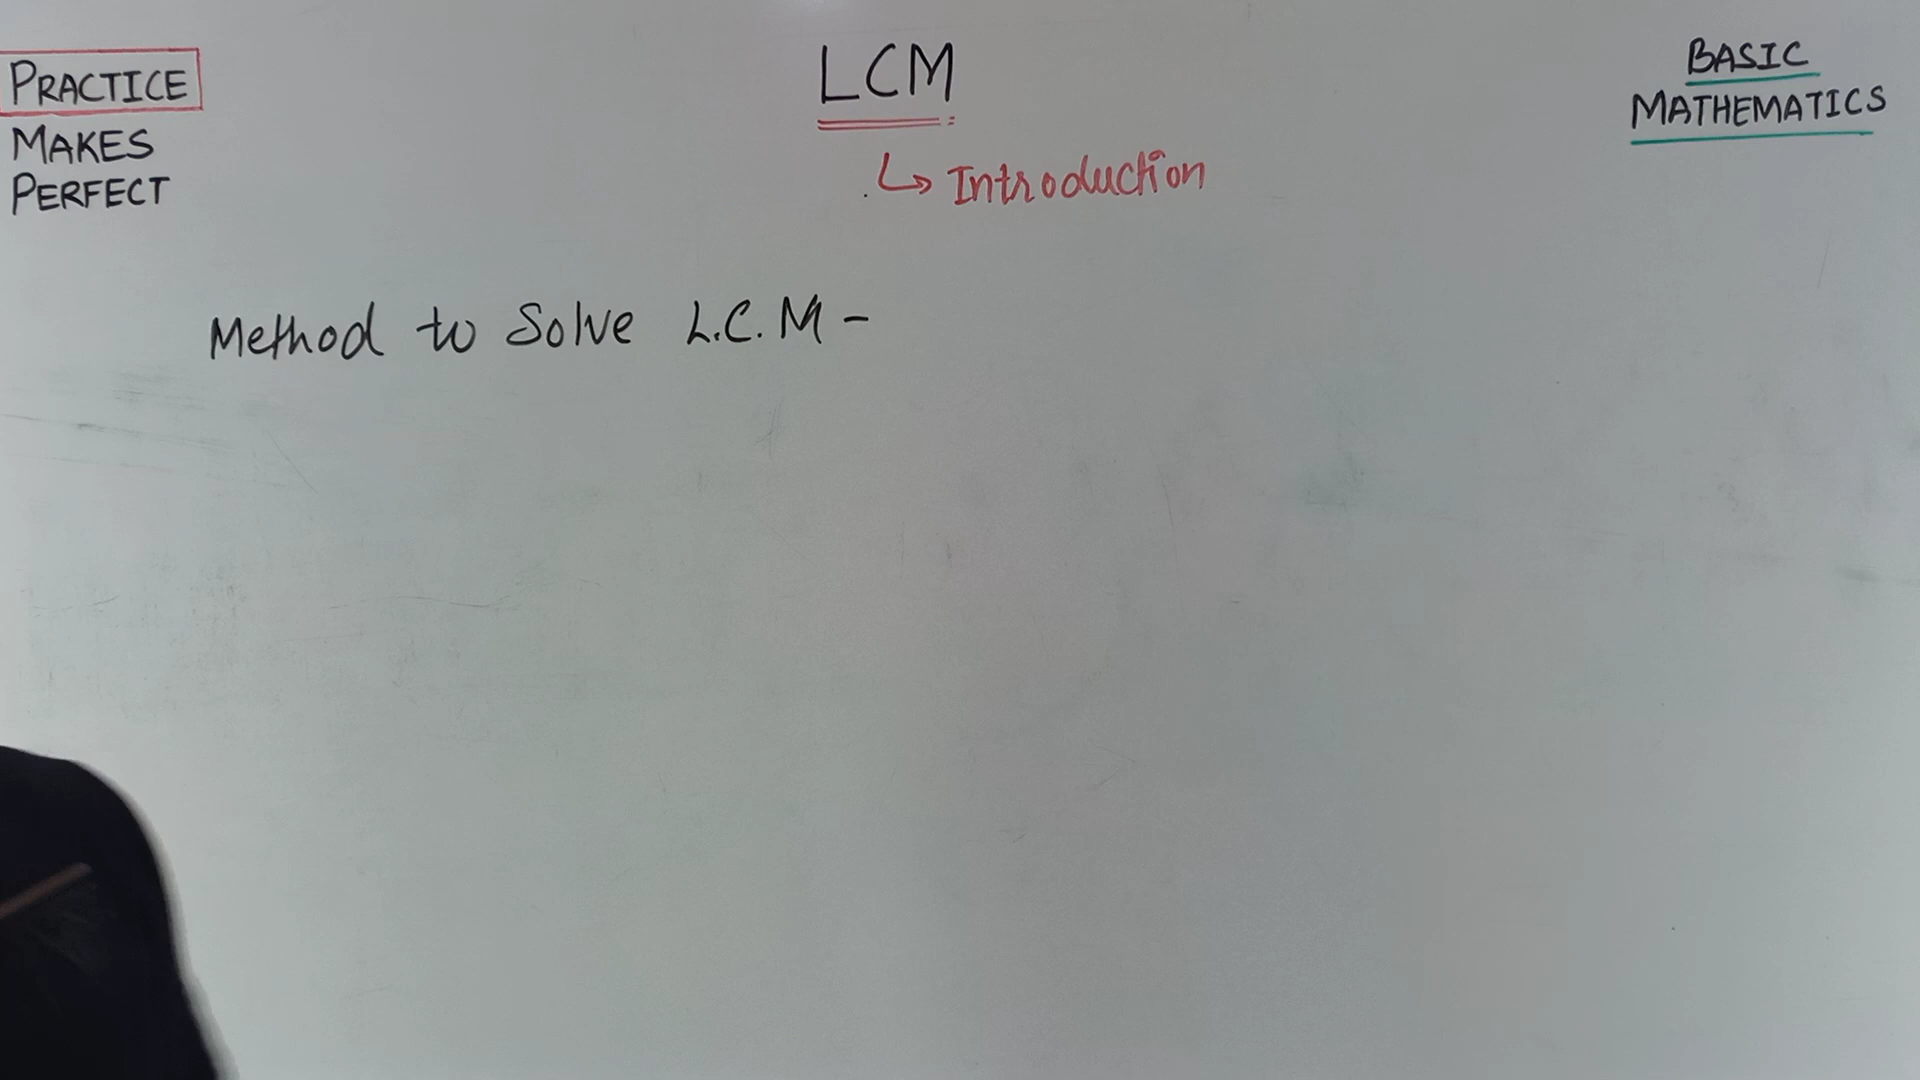 PRACTICE
MAKES
PERFECT
LCM
↳ Introduction
BASIC
MATHEMATICS
Method to Solve L.C.M -